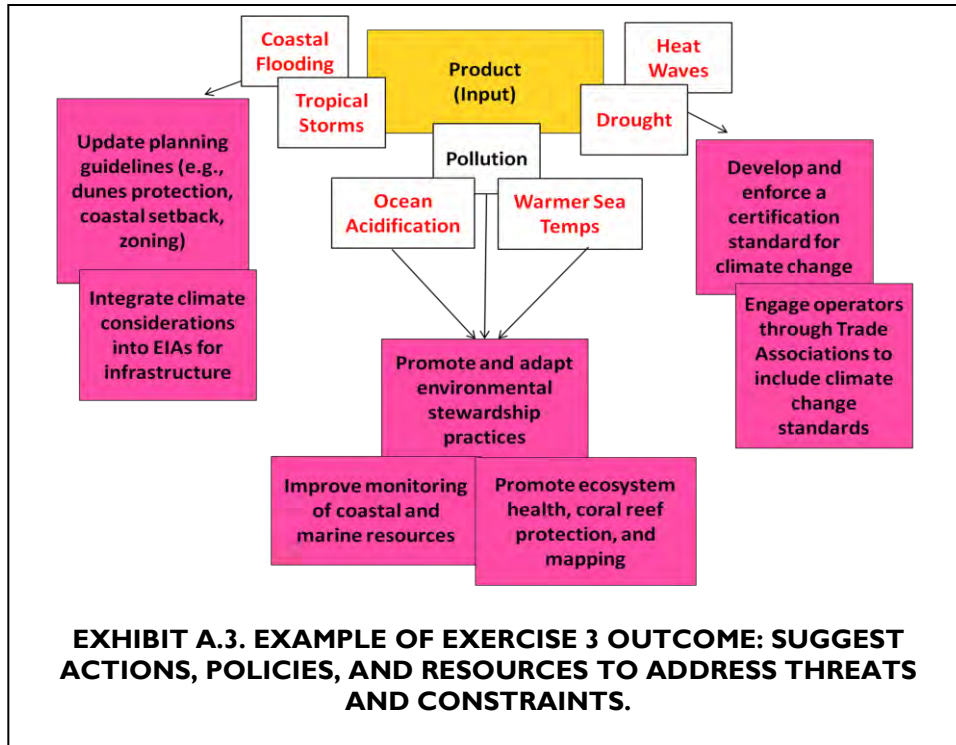 Coastal
Flooding
Tropical
Storms
Product
(Input)
Heat
Waves
Drought
Pollution
Ocean
Acidification
Warmer Sea
Temps
Update planning
guidelines (e.g.,
dunes protection,
coastal setback,
zoning)
Integrate climate
considerations
into EIAs for
infrastructure
Promote and adapt
environmental
stewardship
practices
Improve monitoring
of coastal and
marine resources
Promote ecosystem
health, coral reef
protection, and
mapping
Develop and
enforce a
certification
standard for
climate change
Engage operators
through Trade
Associations to
include climate
change
standards
EXHIBIT A.3. EXAMPLE OF EXERCISE 3 OUTCOME: SUGGEST
ACTIONS, POLICIES, AND RESOURCES TO ADDRESS THREATS
AND CONSTRAINTS.